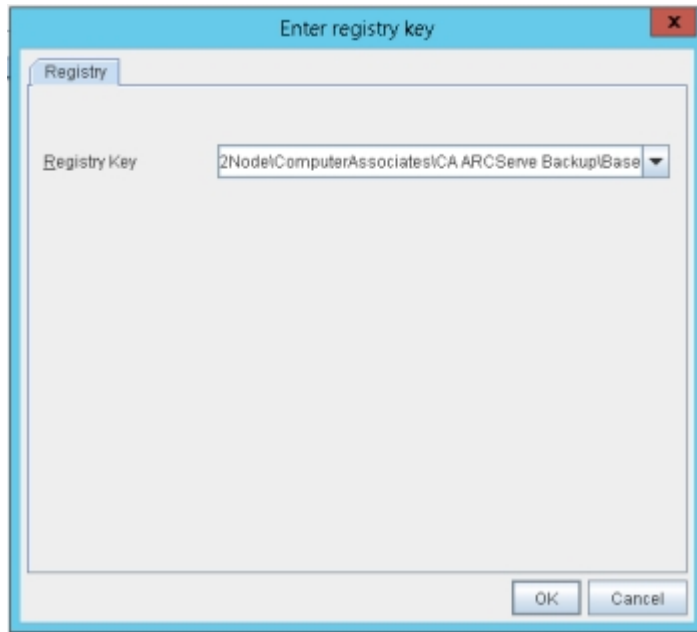 Enter registry key
x
Registry
Registry Key 2Node\ComputerAssociates\CA ARCServe Backup\Base
OK Cancel